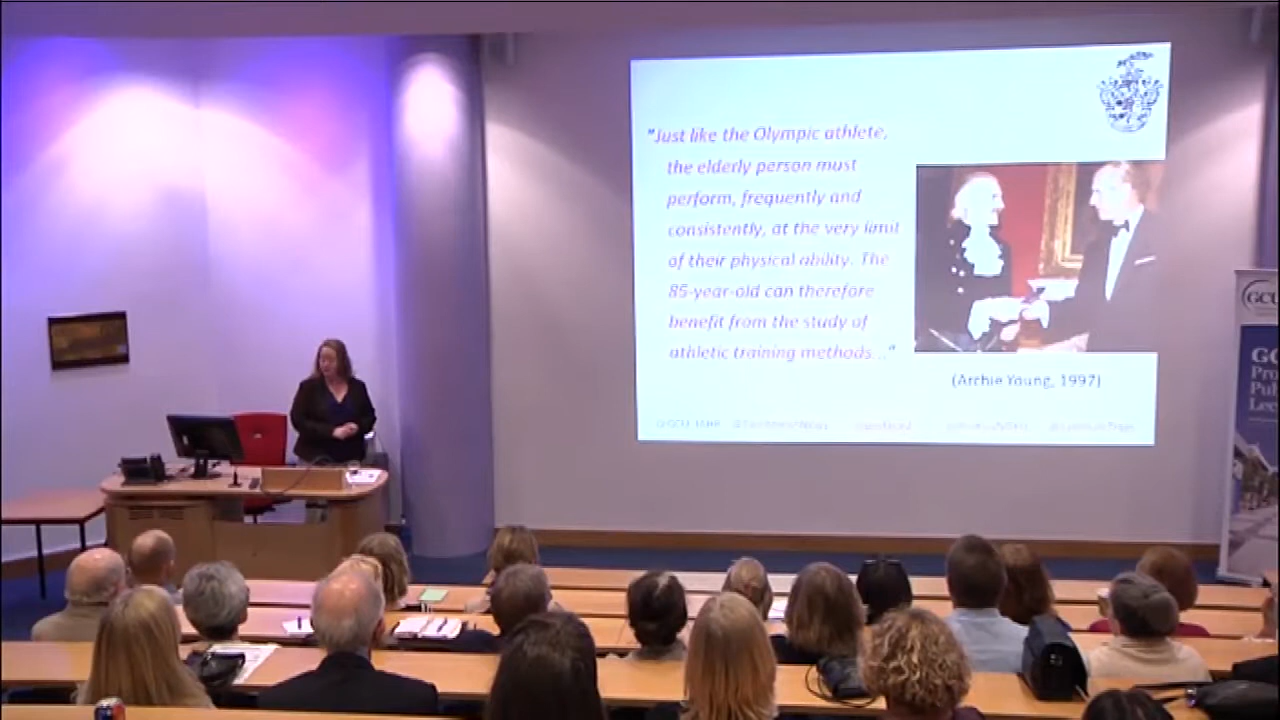 "Just like the Olympic athlete,
the elderly person must
perform, frequently and
consistently, at the very limit
of their physical ability. The
85-year-old can therefore
benefit from the study of
athletic training methods..."
(Archie Young, 1997)
GCU